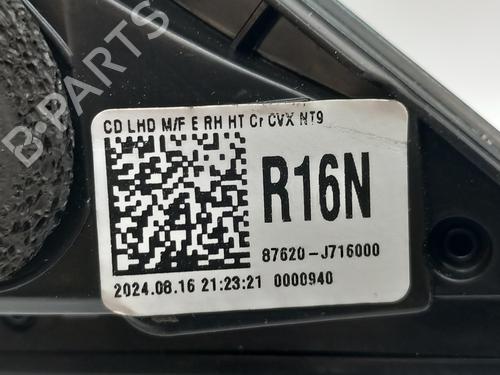 CD LHD M/F E RH HT Cr CVX NT9
R16N
87620-J716000
2024.08.16 21:23:21 0000940
B-PARTS